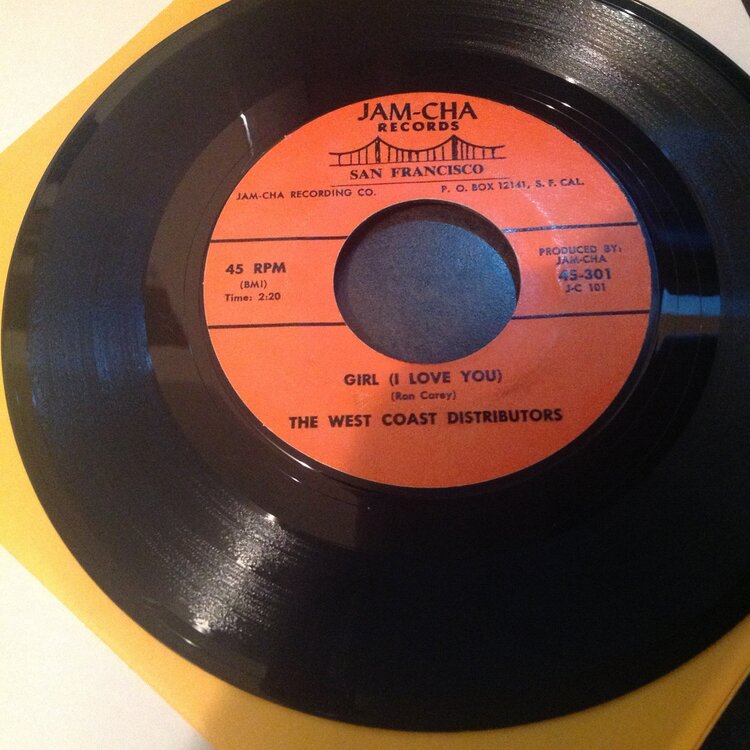 JAM-CHA
RECORDS
SAN FRANCISCO
JAM-CHA RECORDING CO. P. O. BOX 12141, S. F. CAL.
45 RPM
(BMI)
Time: 2:20
PRODUCED BY:
JAM-CHA
45-301
J-C 101
GIRL (I LOVE YOU)
(Ron Carey)
THE WEST COAST DISTRIBUTORS